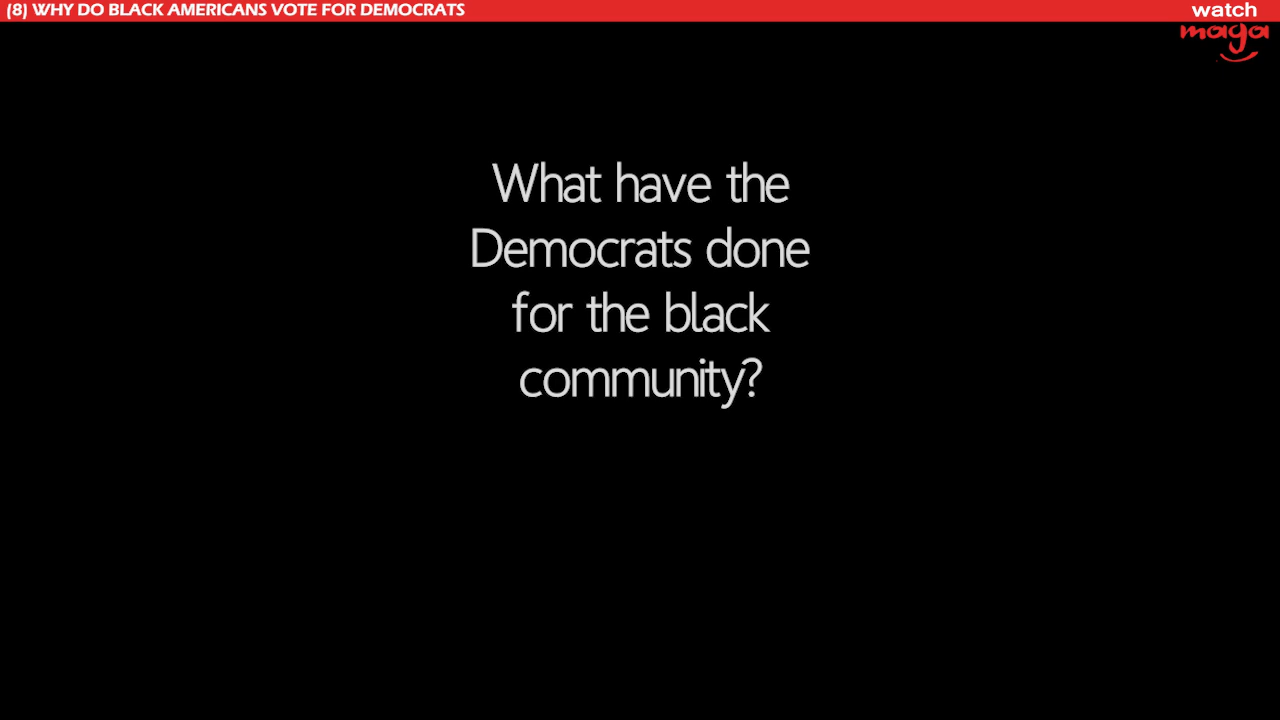 (8) WHY DO BLACK AMERICANS VOTE FOR DEMOCRATS
watch
maga
What have the
Democrats done
for the black
community?